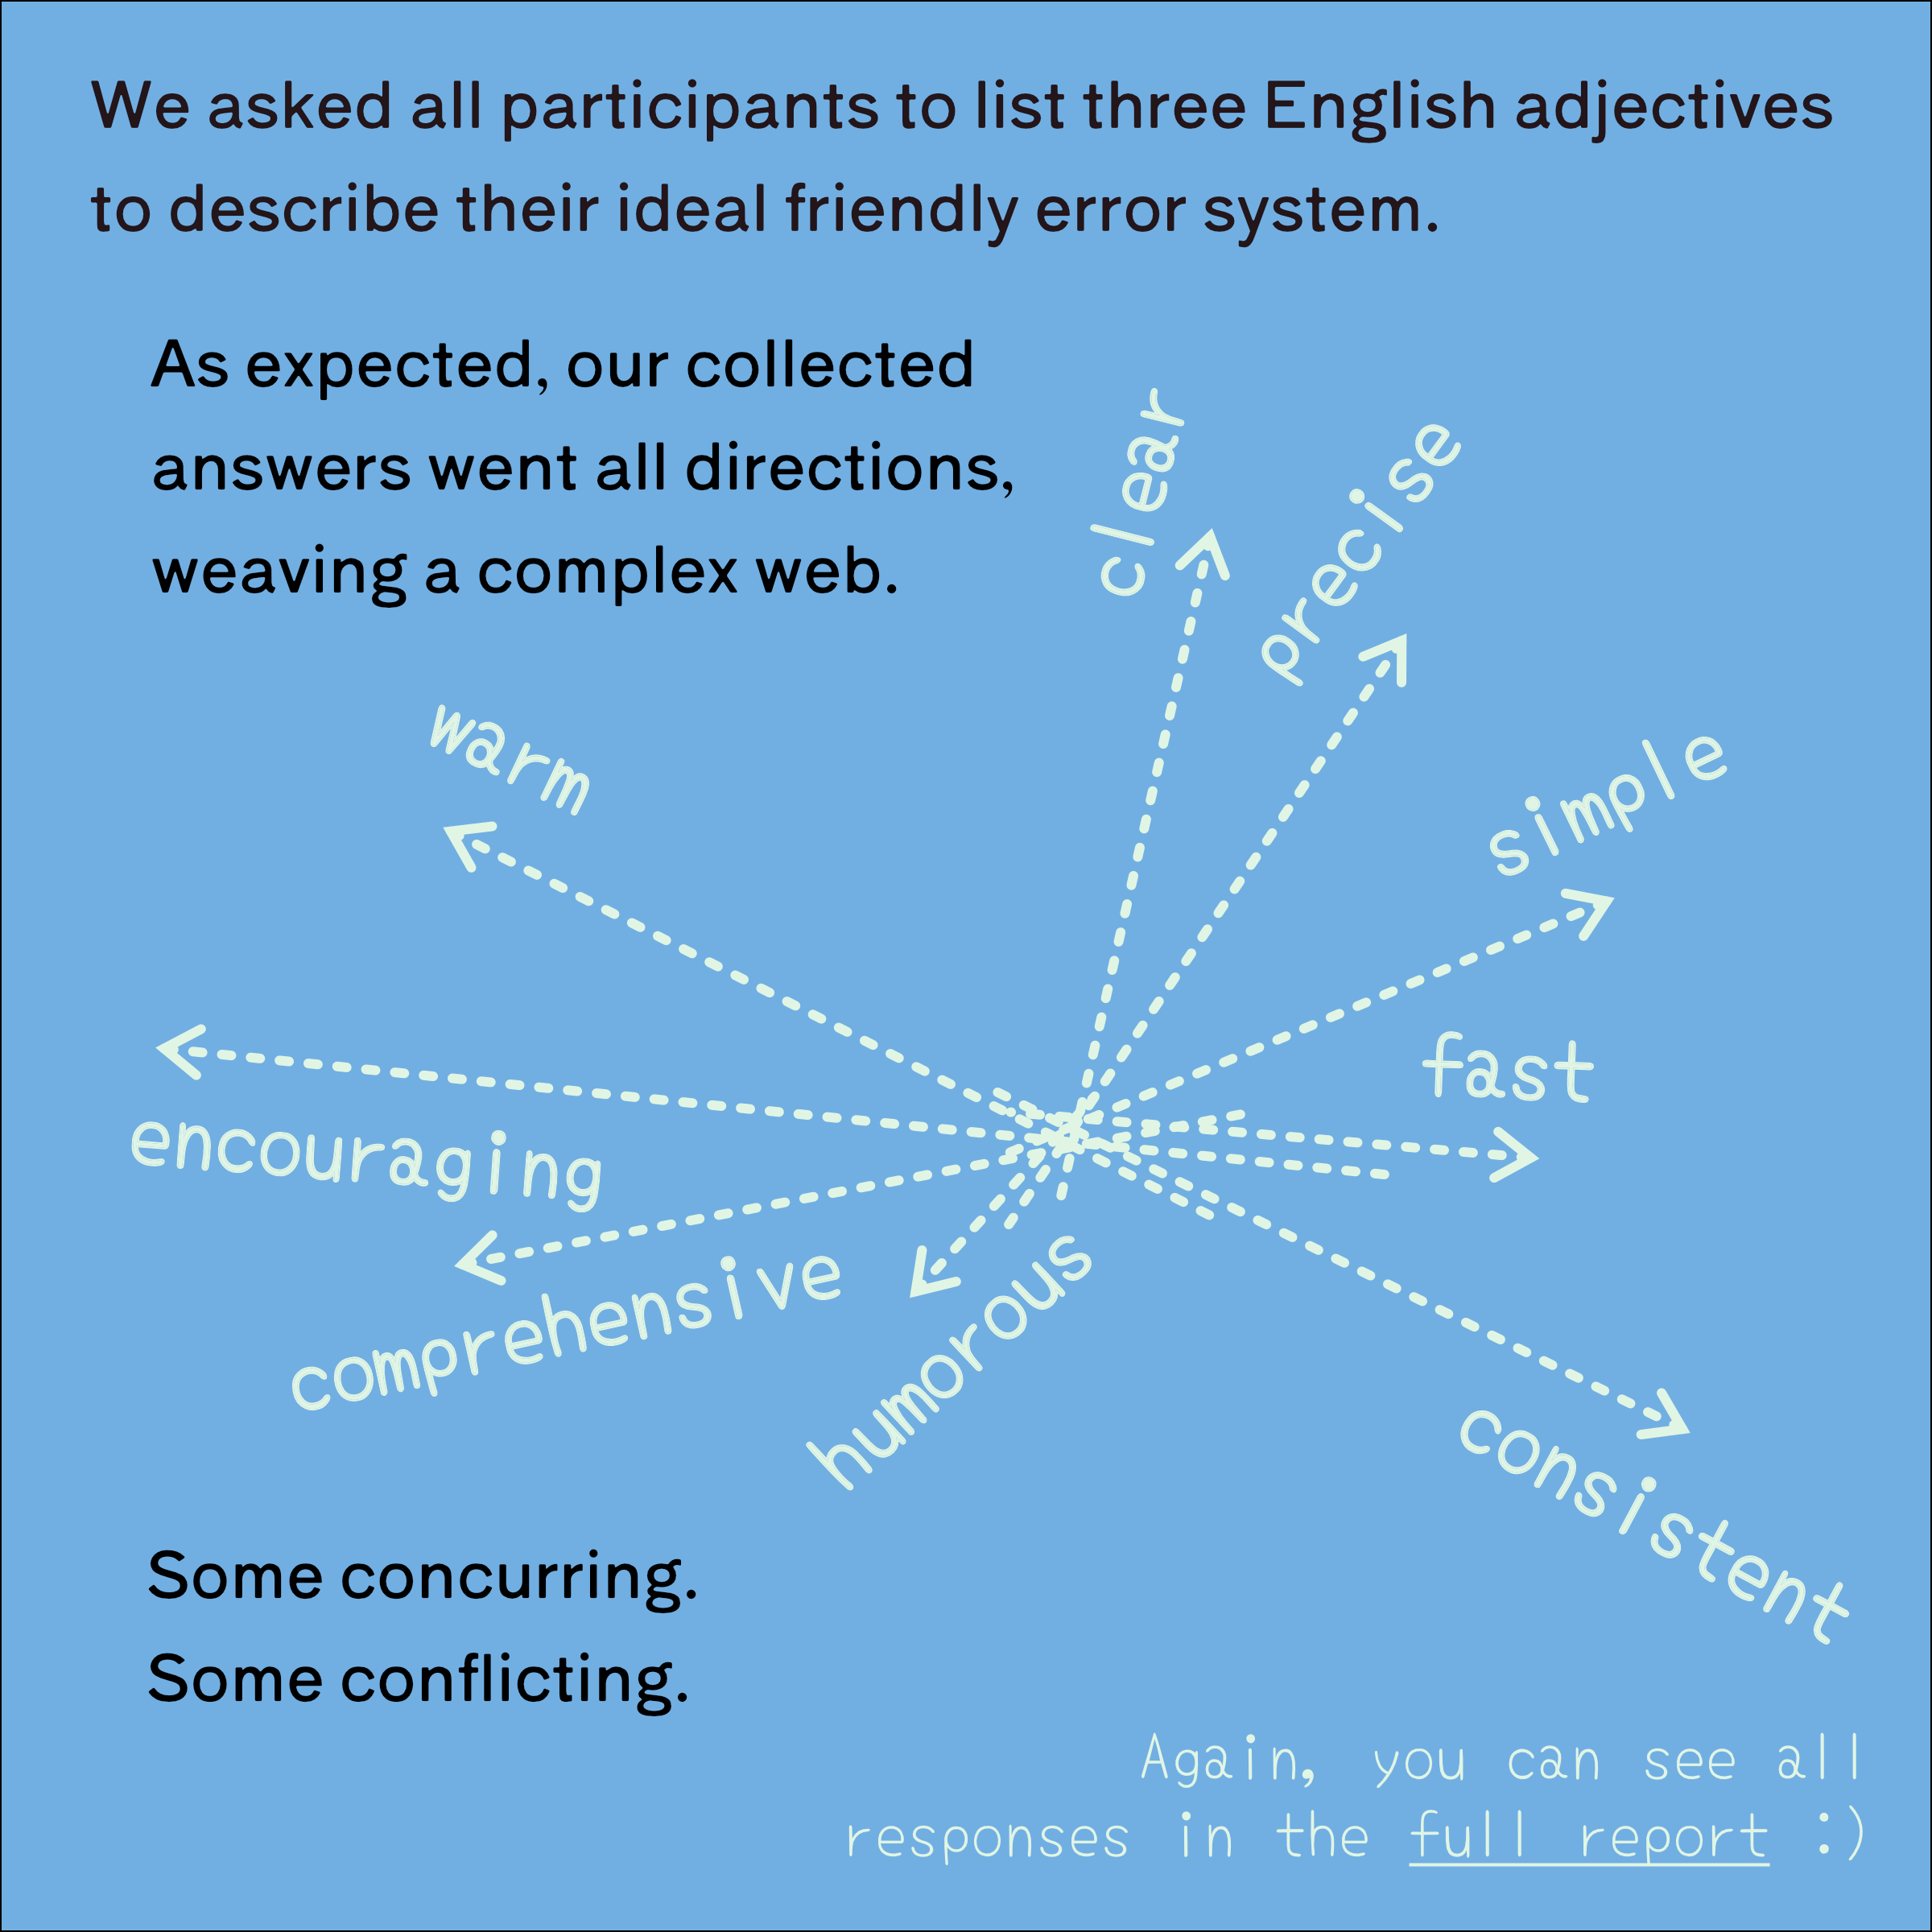 We asked all participants to list three English adjectives
to describe their ideal friendly error system.
As expected, our collected
answers went all directions,
weaving a complex web.
clear
precise
warm
simple
fast
encouraging
comprehensive
humorous
consistent
Some concurring.
Some conflicting.
Again, you can see all
responses in the full report :)